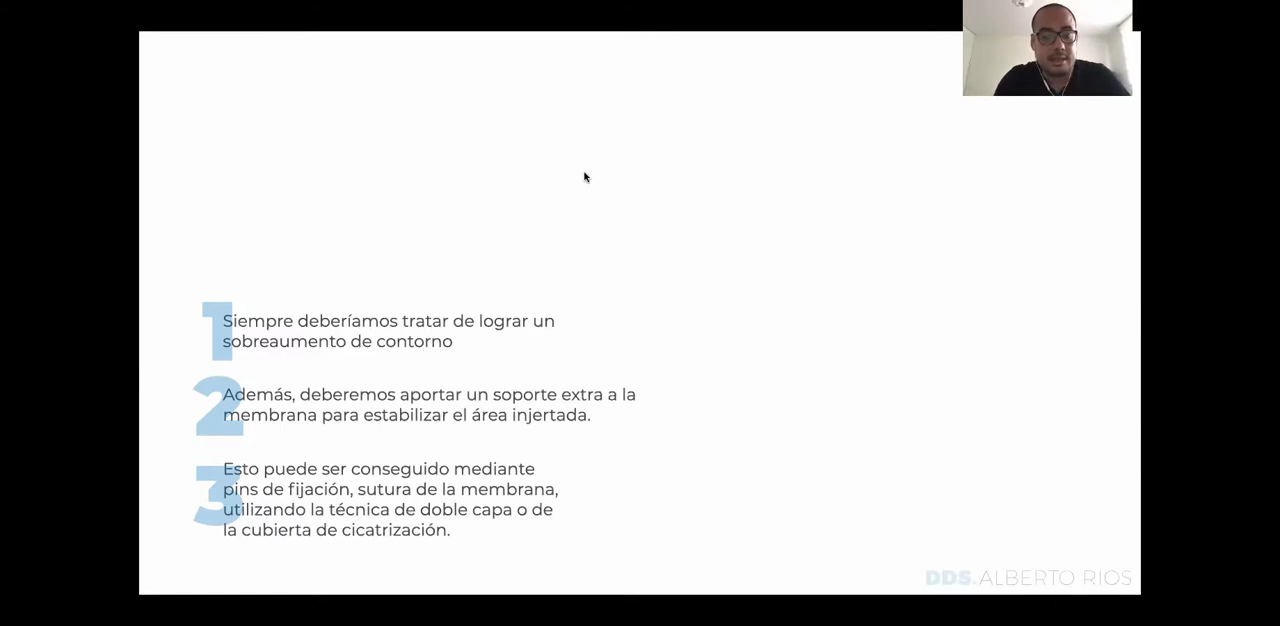 1
Siempre deberíamos tratar de lograr un
sobreaumento de contorno
2
Además, deberemos aportar un soporte extra a la
membrana para estabilizar el área injertada.
3
Esto puede ser conseguido mediante
pins de fijación, sutura de la membrana,
utilizando la técnica de doble capa o de
la cubierta de cicatrización.
DDS.ALBERTO RIOS